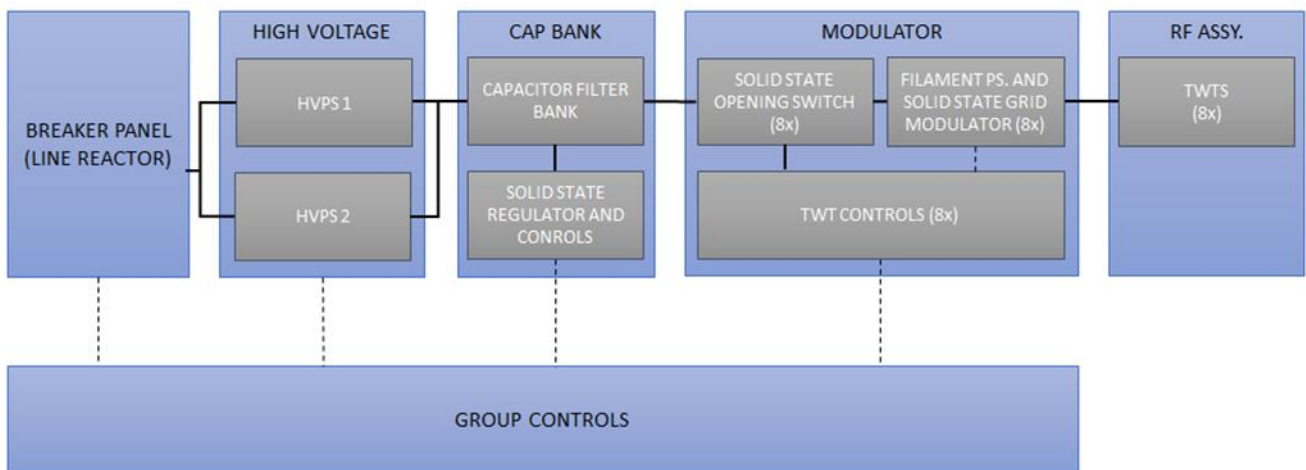 BREAKER PANEL
(LINE REACTOR)
HIGH VOLTAGE
HVPS 1
HVPS 2
CAP BANK
CAPACITOR FILTER
BANK
SOLID STATE
REGULATOR AND
CONROLS
MODULATOR
SOLID STATE
OPENING SWITCH
(8x)
FILAMENT PS. AND
SOLID STATE GRID
MODULATOR (8x)
TWT CONTROLS (8x)
RF ASSY.
TWTS
(8x)
GROUP CONTROLS